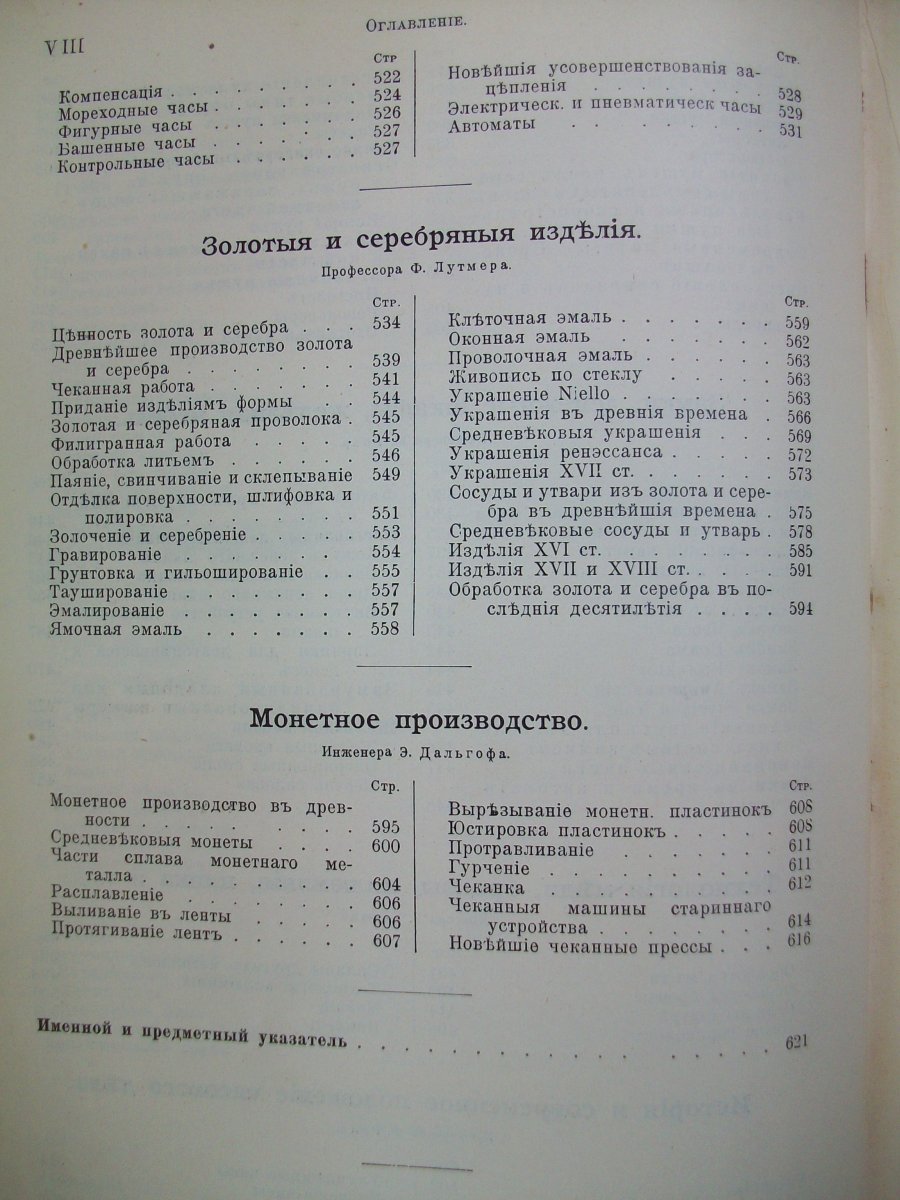 VIII
Оглавленіе.
Стр
Компенсація . . . . . . . . . 522
Мореходные часы . . . . . . . 524
Фигурные часы . . . . . . . 526
Башенные часы . . . . . . . 527
Контрольные часы . . . . . . 527
Стр.
Новѣйшія усовершенствованія за-
цѣпленія . . . . . . . . 528
Электрическ. и пневматическ часы 529
Автоматы . . . . . . . . 531
Золотыя и серебряныя издѣлія.
Профессора Ф. Лутмера.
Стр.
Цѣнность золота и серебра . . . 534
Древнѣйшее производство золота
и серебра . . . . . . . . 539
Чеканная работа . . . . . . . 541
Приданіе издѣліямъ формы . . 544
Золотая и серебряная проволока . 545
Филигранная работа . . . . . 545
Обработка литьемъ . . . . . . 546
Паяніе, свинчиваніе и склепываніе 549
Отдѣлка поверхности, шлифовка и
полировка . . . . . . . . 551
Золоченіе и серебреніе . . . . . 553
Гравированіе . . . . . . . 554
Грунтовка и гильошированіе . . 555
Таушированіе . . . . . . . 557
Эмалированіе . . . . . . . . 557
Ямочная эмаль . . . . . . . 558
Стр.
Клѣточная эмаль . . . . . . . 559
Оконная эмаль . . . . . . . 562
Проволочная эмаль . . . . . . 563
Живопись по стеклу . . . . . 563
Украшеніе Niello . . . . . . . 563
Украшенія въ древнія времена . 566
Средневѣковыя украшенія . . . 569
Украшенія ренэссанса . . . . . 572
Украшенія XVII ст. . . . . . . 573
Сосуды и утвари изъ золота и сере-
бра въ древнѣйшія времена . 575
Средневѣковые сосуды и утварь . 578
Издѣлія XVI ст. . . . . . . . 585
Издѣлія XVII и XVIII ст. . . . . 591
Обработка золота и серебра въ по-
слѣднія десятилѣтія . . . . 594
Монетное производство.
Инженера Э. Дальгофа.
Стр.
Монетное производство въ древ-
ности . . . . . . . . . 595
Средневѣковыя монеты . . . . 600
Части сплава монетнаго ме-
талла . . . . . . . . . . 604
Расплавленіе . . . . . . . . 606
Выливаніе въ ленты . . . . . 606
Протягиваніе лентъ . . . . . . 607
Стр.
Вырѣзываніе монетн. пластинокъ 608
Юстировка пластинокъ . . . . . 608
Протравливаніе . . . . . . 611
Гурченіе . . . . . . . . . 611
Чеканка . . . . . . . . . 612
Чеканныя машины стариннаго
устройства . . . . . . . . 614
Новѣйшіе чеканные прессы . . . 616
Именной и предметный указатель . . . . . . . . . . . . . . . . . 621